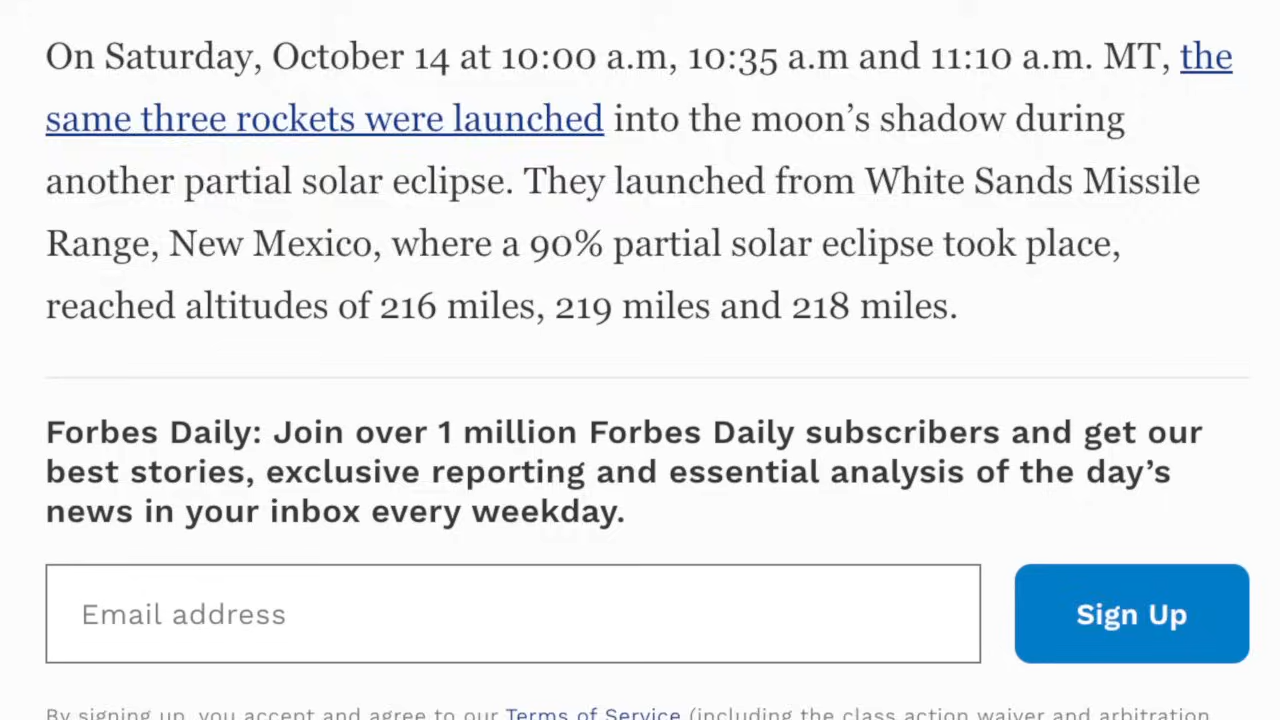 On Saturday, October 14 at 10:00 a.m, 10:35 a.m and 11:10 a.m. MT, the
same three rockets were launched into the moon’s shadow during
another partial solar eclipse. They launched from White Sands Missile
Range, New Mexico, where a 90% partial solar eclipse took place,
reached altitudes of 216 miles, 219 miles and 218 miles.
Forbes Daily: Join over 1 million Forbes Daily subscribers and get our
best stories, exclusive reporting and essential analysis of the day’s
news in your inbox every weekday.
Email address
Sign Up
By signing up, you accept and agree to our Terms of Service (including the class action waiver and arbitration